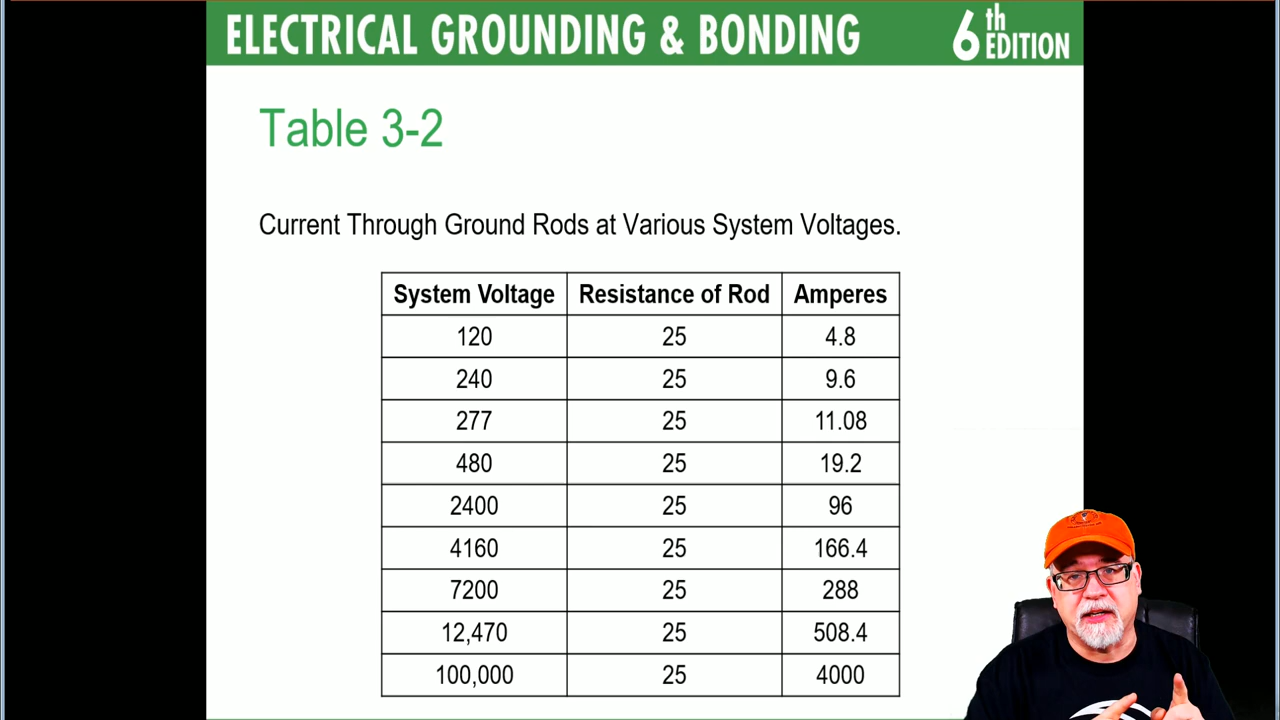 ELECTRICAL GROUNDING & BONDING 6th EDITION
Table 3-2
Current Through Ground Rods at Various System Voltages.
System Voltage Resistance of Rod Amperes
120 25 4.8
240 25 9.6
277 25 11.08
480 25 19.2
2400 25 96
4160 25 166.4
7200 25 288
12,470 25 508.4
100,000 25 4000